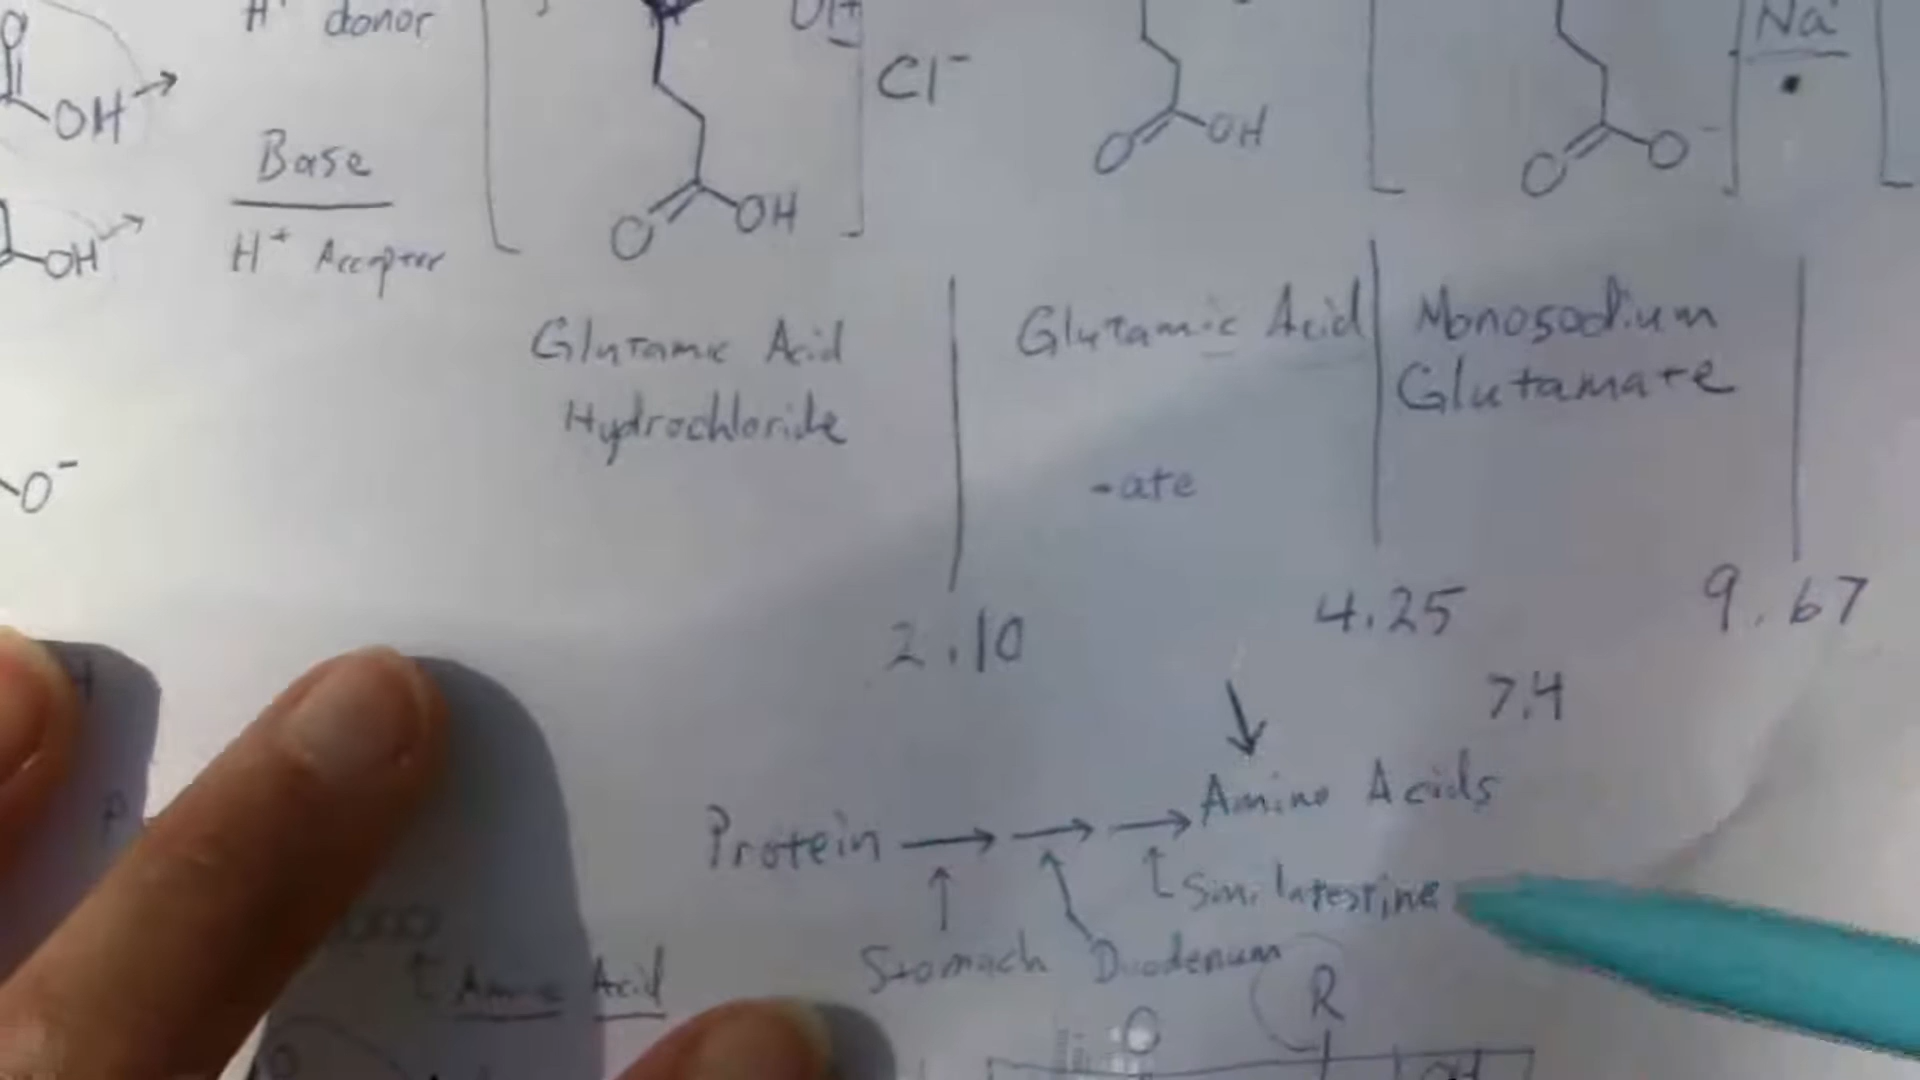 H+ donor
OH
Base
H+ Acceptor
OH
O-
OH
Cl-
O
OH
O
OH
Na
O
O-
Glutamic Acid
Hydrochloride
Glutamic Acid
-ate
Monosodium
Glutamate
2.10
4.25
9.67
7.4
Protein
Amino Acids
Sm. Intestine
Stomach
Duodenum
Amino Acid
R
O
OH